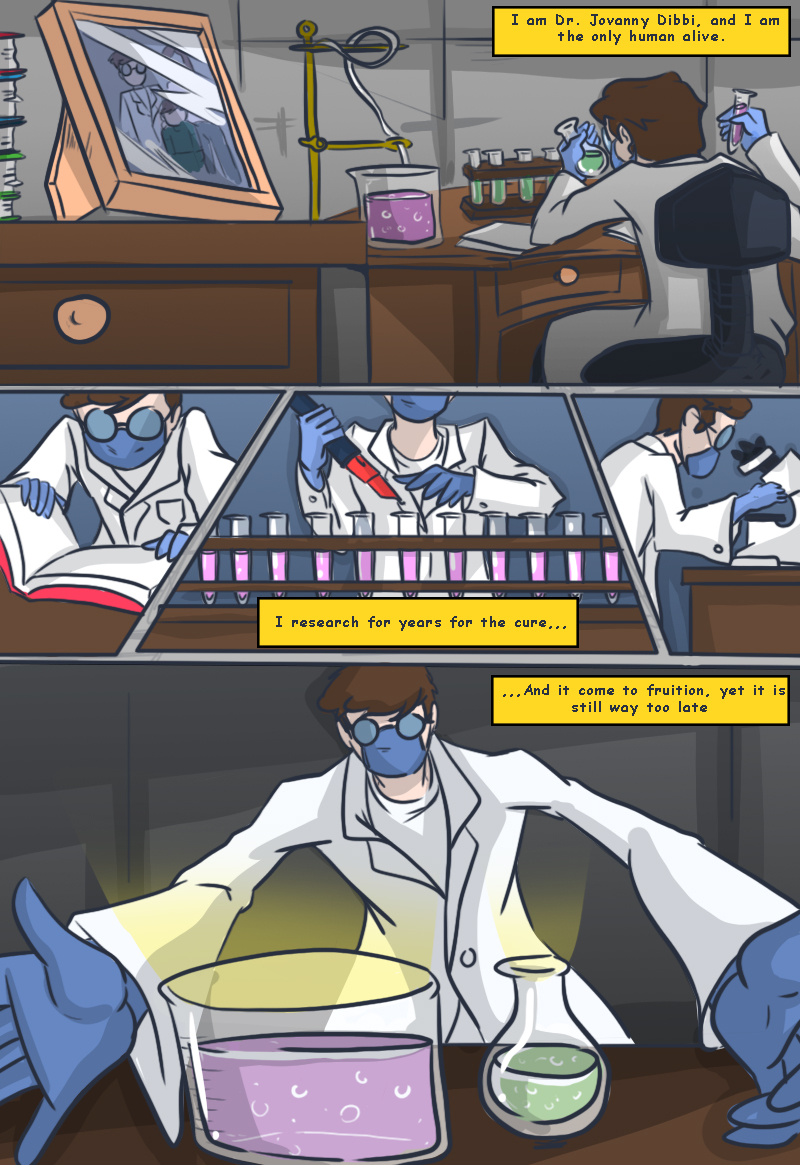 I am Dr. Jovanny Dibbi, and I am
the only human alive.
I research for years for the cure,,,
,,,And it come to fruition, yet it is
still way too late